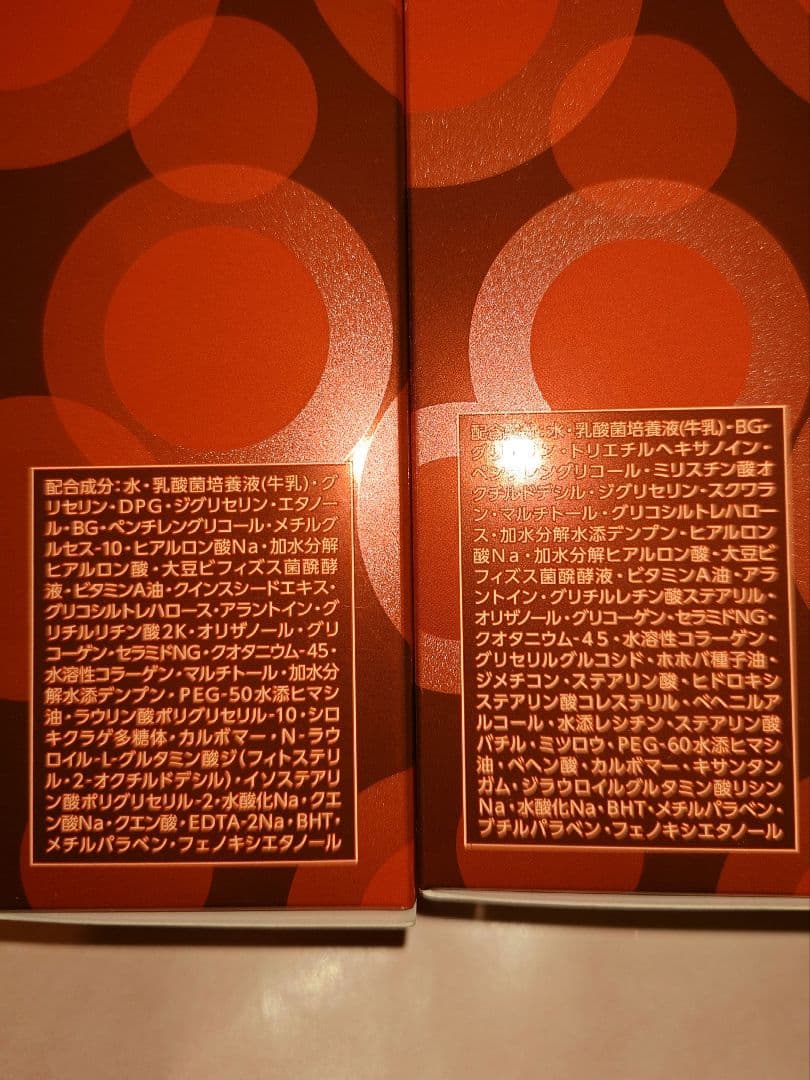 配合成分：水・乳酸菌培養液(牛乳)・グ
リセリン・DPG・ジグリセリン・エタノー
ル・BG・ペンチレングリコール・メチルグ
ルセス-10・ヒアルロン酸Na・加水分解
ヒアルロン酸・大豆ビフィズス菌醗酵
液・ビタミンA油・クインスシードエキス・
グリコシルトレハロース・アラントイン・グ
リチルリチン酸2K・オリザノール・グリ
コーゲン・セラミドNG・クオタニウム-45・
水溶性コラーゲン・マルチトール・加水分
解水添デンプン・PEG-50水添ヒマシ
油・ラウリン酸ポリグリセリル-10・シロ
キクラゲ多糖体・カルボマー・N-ラウ
ロイル-L-グルタミン酸ジ(フィトステリ
ル・2-オクチルドデシル)・イソステアリ
ン酸ポリグリセリル-2・水酸化Na・クエ
ン酸Na・クエン酸・EDTA-2Na・BHT・
メチルパラベン・フェノキシエタノール
配合 水・乳酸菌培養液(牛乳)・BG・
グリ ン・トリエチルヘキサノイン・
ペン レングリコール・ミリスチン酸オ
クチルドデシル・ジグリセリン・スクワラ
ン・マルチトール・グリコシルトレハロー
ス・加水分解水添デンプン・ヒアルロン
酸Na・加水分解ヒアルロン酸・大豆ビ
フィズス菌醗酵液・ビタミンA油・アラ
ントイン・グリチルレチン酸ステアリル・
オリザノール・グリコーゲン・セラミドNG・
クオタニウム-45・水溶性コラーゲン・
グリセリルグルコシド・ホホバ種子油・
ジメチコン・ステアリン酸・ヒドロキシ
ステアリン酸コレステリル・ベヘニルア
ルコール・水添レシチン・ステアリン酸
バチル・ミツロウ・PEG-60水添ヒマシ
油・ベヘン酸・カルボマー・キサンタン
ガム・ジラウロイルグルタミン酸リシン
Na・水酸化Na・BHT・メチルパラベン・
ブチルパラベン・フェノキシエタノール